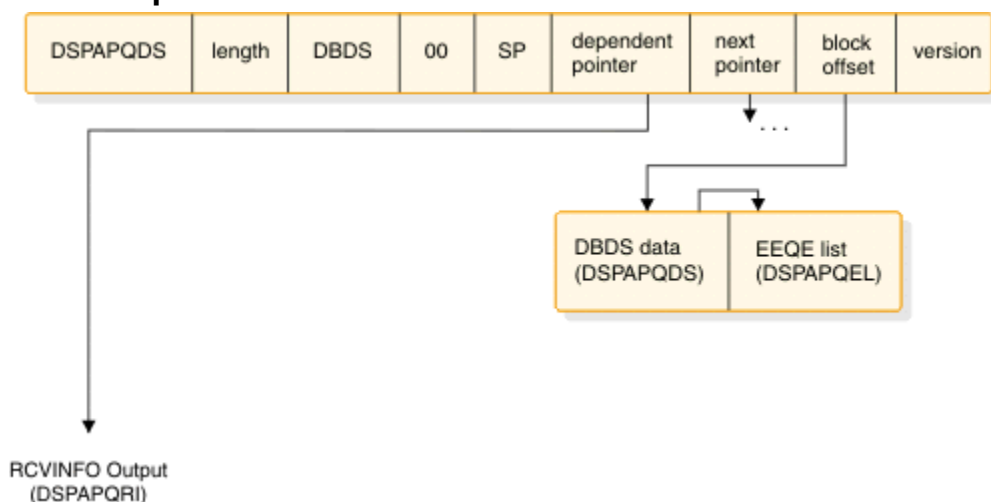 DSPAPQDS length DBDS 00 SP dependent pointer next pointer block offset version
. . .
DBDS data
(DSPAPQDS)
EEQE list
(DSPAPQEL)
RCVINFO Output
(DSPAPQRI)